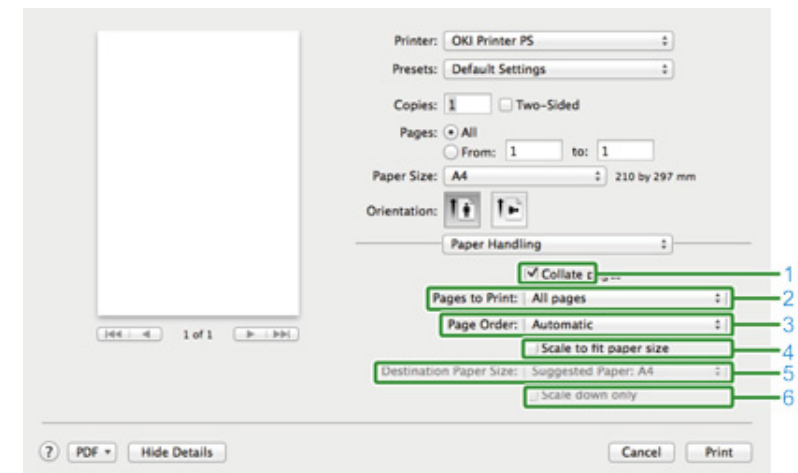 Printer: OKI Printer PS
Presets: Default Settings
Copies: 1 Two-Sided
Pages: All
From: 1 to: 1
Paper Size: A4 210 by 297 mm
Orientation:
Paper Handling
Collate 1
Pages to Print: All pages 2
Page Order: Automatic 3
1 of 1
Scale to fit paper size 4
Destination Paper Size: Suggested Paper: A4 5
Scale down only 6
? PDF Hide Details Cancel Print